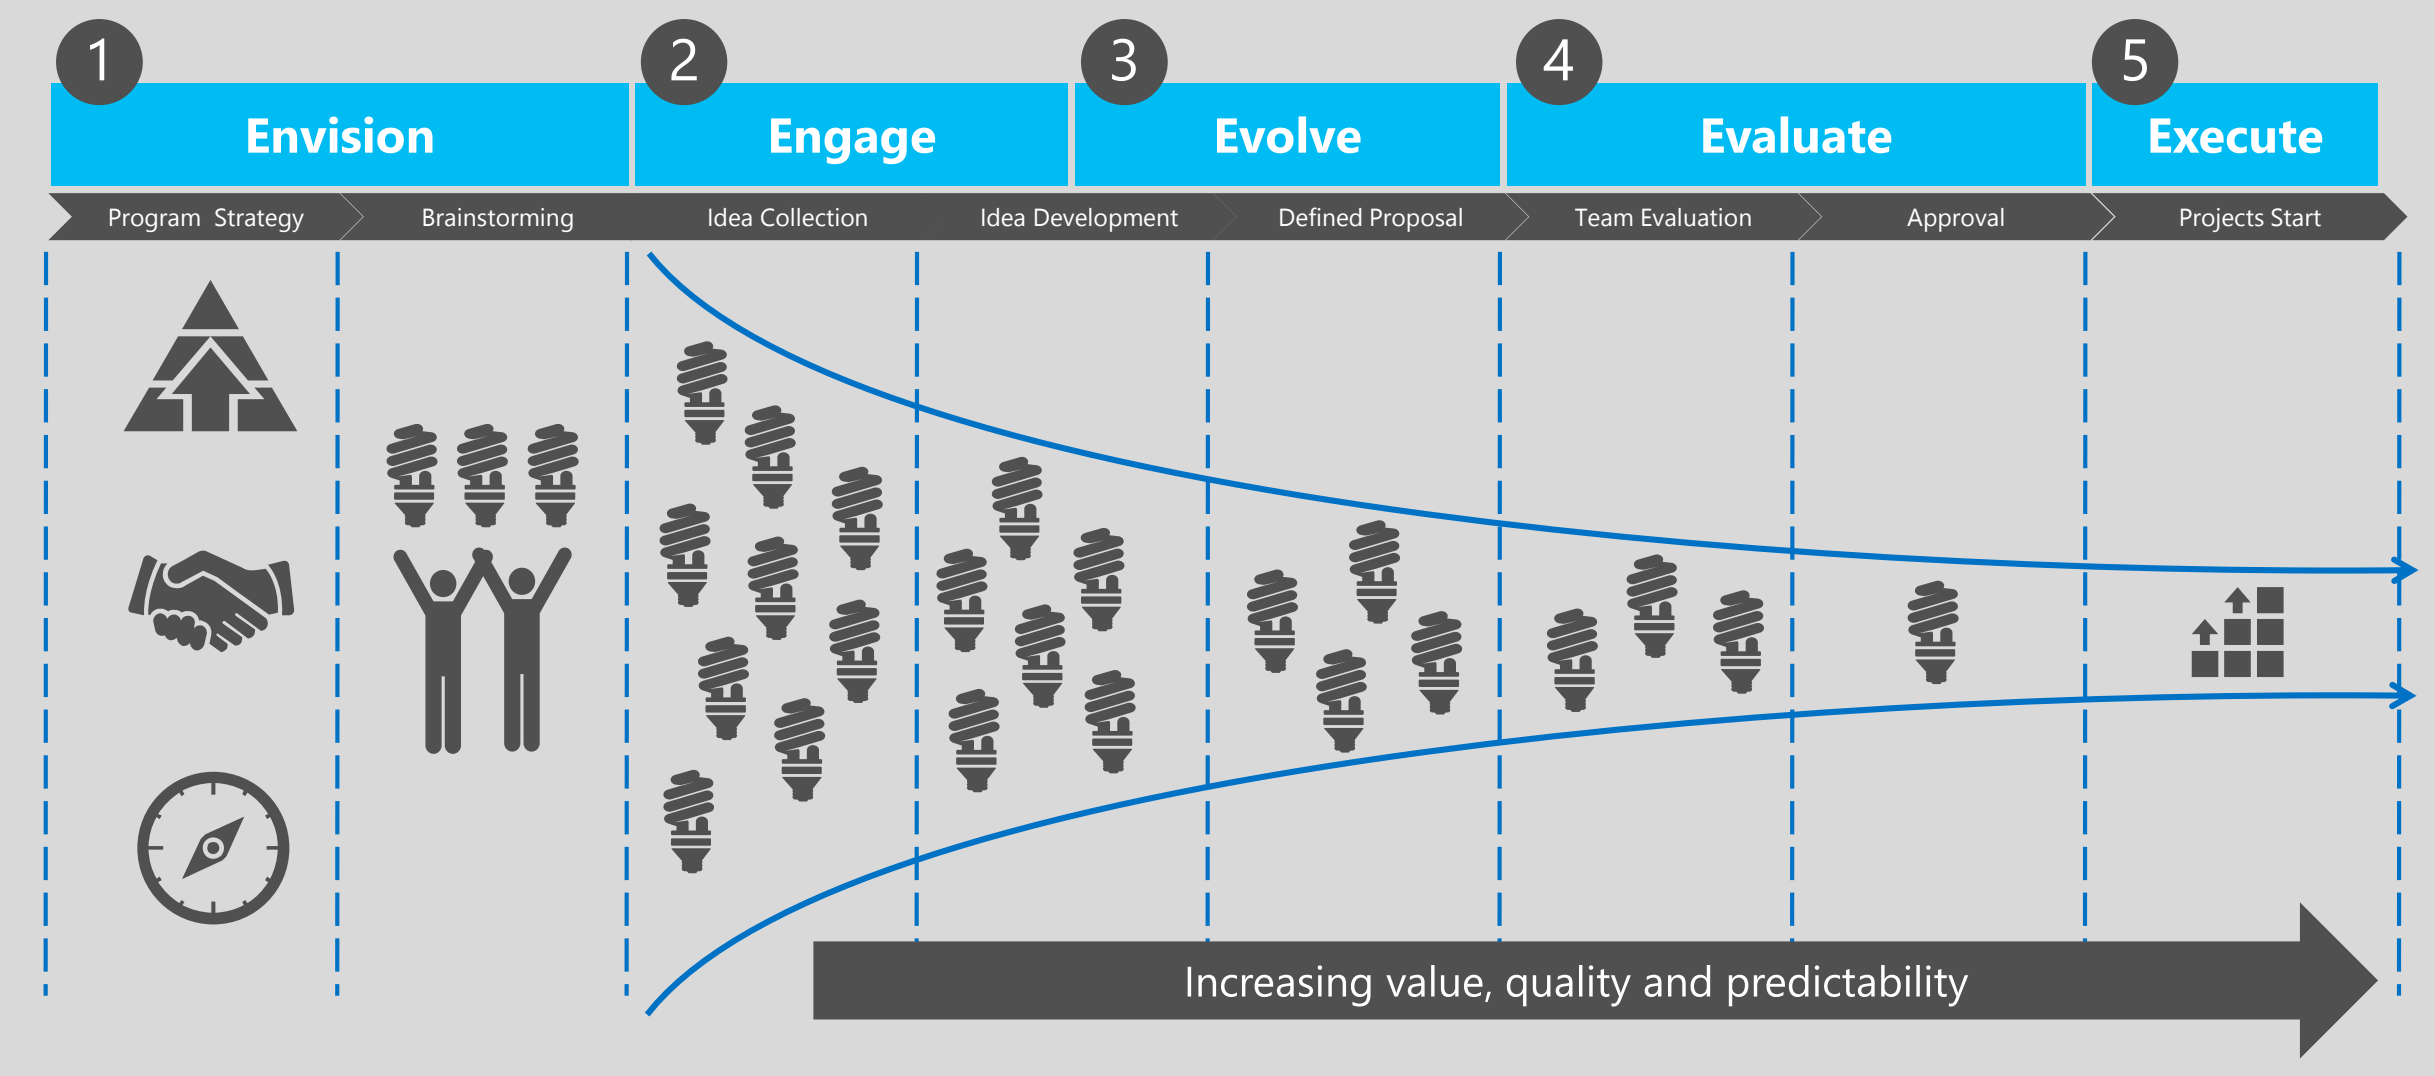 1
2
3
4
5
Envision
Engage
Evolve
Evaluate
Execute
Program  Strategy
Brainstorming
Idea Collection
Idea Development
Defined Proposal
Team Evaluation
Approval
Projects Start
Increasing value, quality and predictability